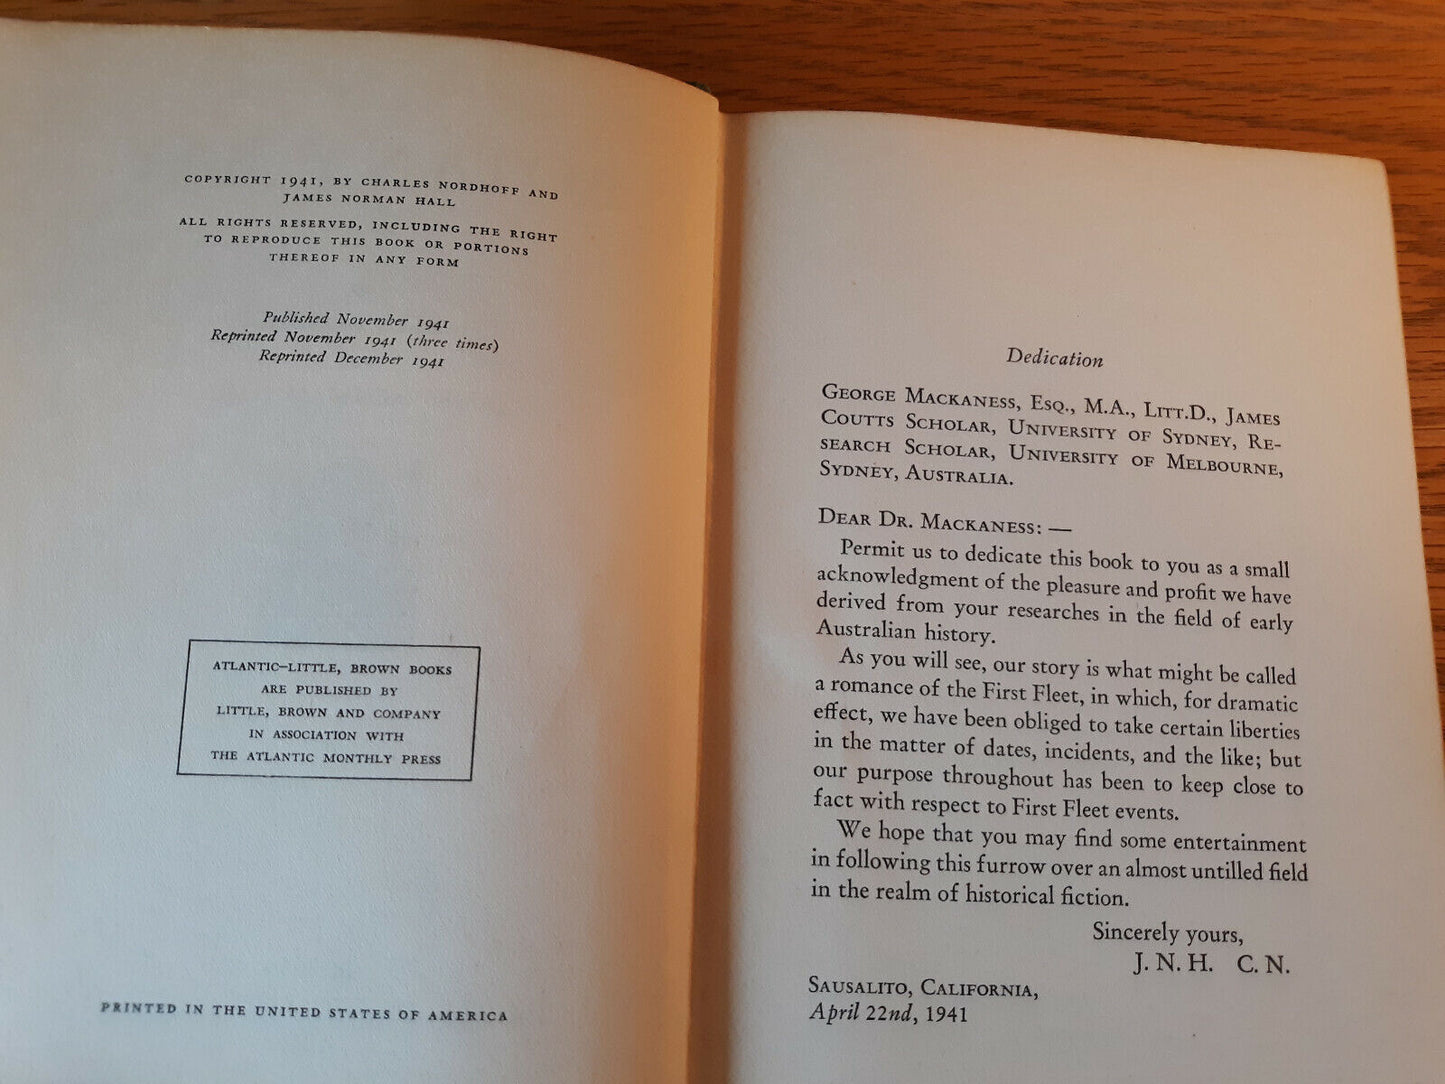 COPYRIGHT 1941, BY CHARLES NORDHOFF AND
JAMES NORMAN HALL
ALL RIGHTS RESERVED, INCLUDING THE RIGHT
TO REPRODUCE THIS BOOK OR PORTIONS
THEREOF IN ANY FORM
Published November 1941
Reprinted November 1941 (three times)
Reprinted December 1941
ATLANTIC–LITTLE, BROWN BOOKS
ARE PUBLISHED BY
LITTLE, BROWN AND COMPANY
IN ASSOCIATION WITH
THE ATLANTIC MONTHLY PRESS
PRINTED IN THE UNITED STATES OF AMERICA
Dedication
GEORGE MACKANESS, ESQ., M.A., LITT.D., JAMES
COUTTS SCHOLAR, UNIVERSITY OF SYDNEY, RE-
SEARCH SCHOLAR, UNIVERSITY OF MELBOURNE,
SYDNEY, AUSTRALIA.
DEAR DR. MACKANESS: —
Permit us to dedicate this book to you as a small
acknowledgment of the pleasure and profit we have
derived from your researches in the field of early
Australian history.
As you will see, our story is what might be called
a romance of the First Fleet, in which, for dramatic
effect, we have been obliged to take certain liberties
in the matter of dates, incidents, and the like; but
our purpose throughout has been to keep close to
fact with respect to First Fleet events.
We hope that you may find some entertainment
in following this furrow over an almost untilled field
in the realm of historical fiction.
Sincerely yours,
J. N. H. C. N.
SAUSALITO, CALIFORNIA,
April 22nd, 1941